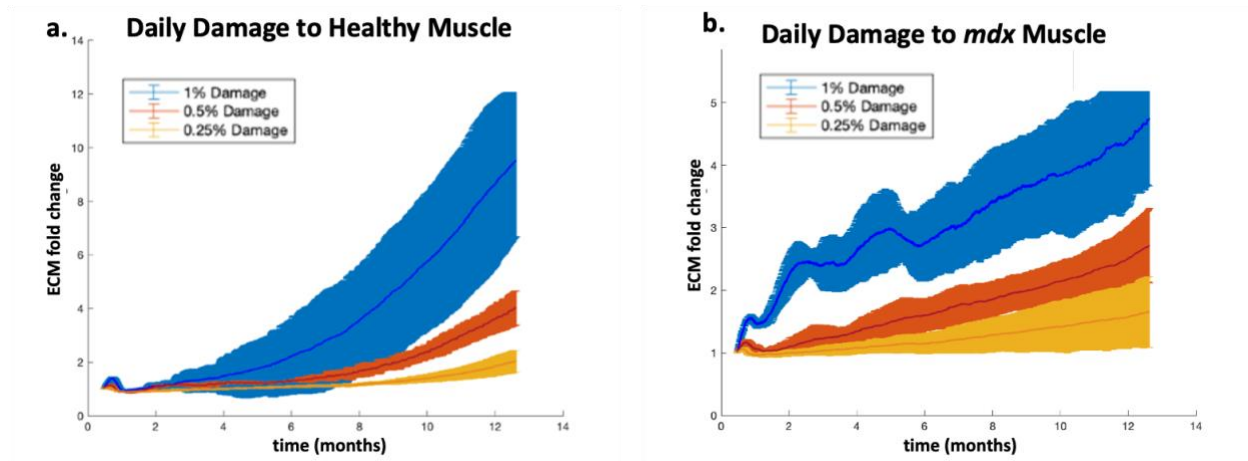 a. Daily Damage to Healthy Muscle
14
12
10
8
6
4
2
0
ECM fold change
1% Damage
0.5% Damage
0.25% Damage
0 2 4 6 8 10 12 14
time (months)
b. Daily Damage to mdx Muscle
5
4
3
2
1
0
ECM fold change
1% Damage
0.5% Damage
0.25% Damage
0 2 4 6 8 10 12 14
time (months)